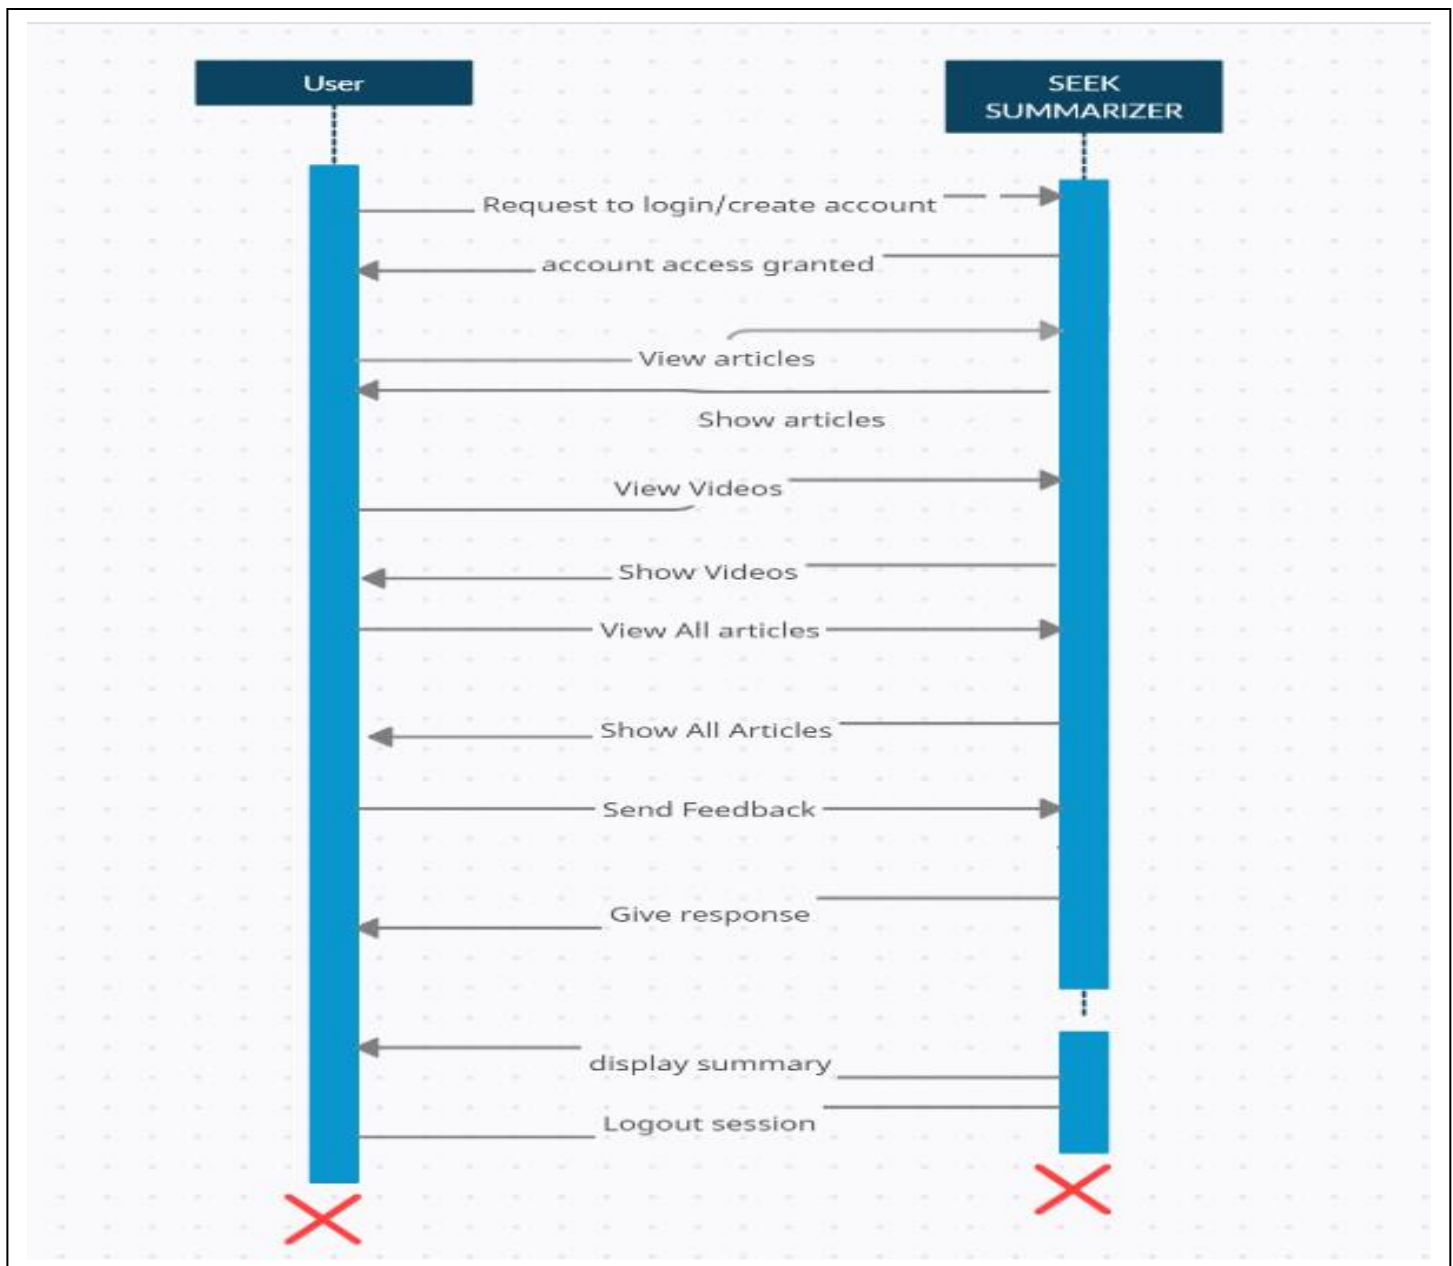 User
SEEK
SUMMARIZER
Request to login/create account
account access granted
View articles
Show articles
View Videos
Show Videos
View All articles
Show All Articles
Send Feedback
Give response
display summary
Logout session